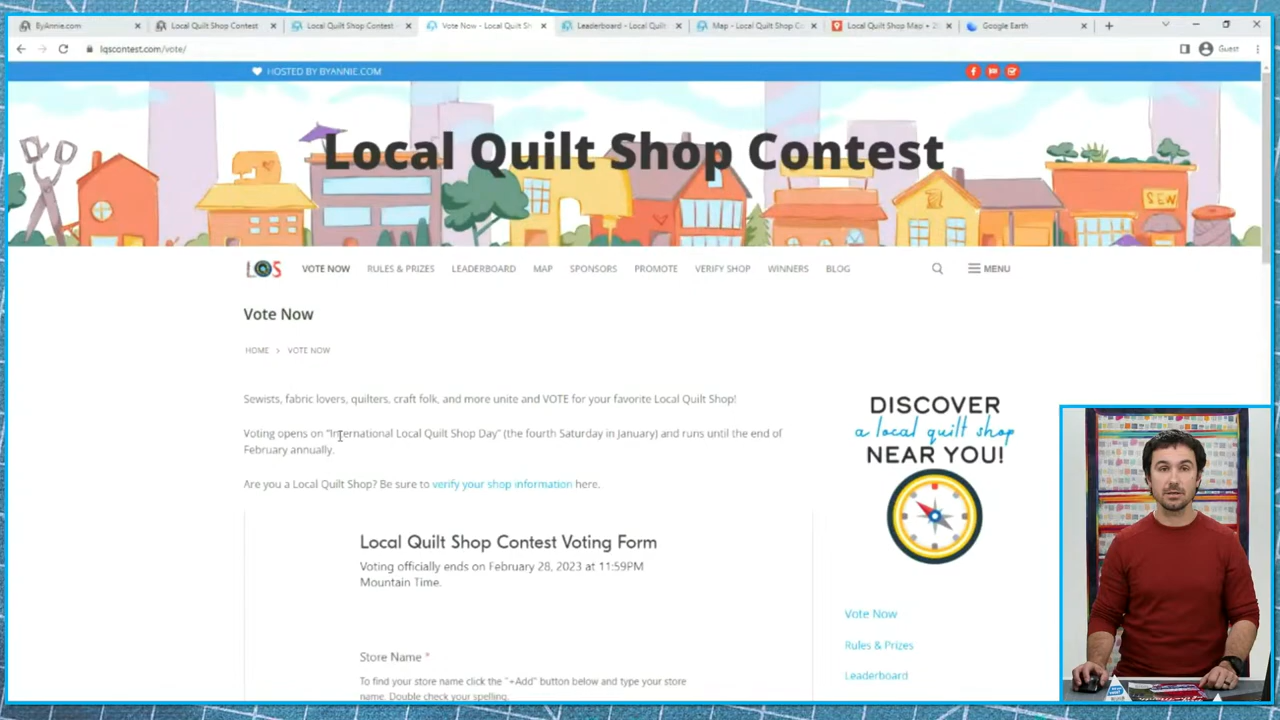 ByAnnie.com
Local Quilt Shop Contest
Local Quilt Shop Contest
Vote Now - Local Quilt Sh
Leaderboard - Local Quilt
Map - Local Quilt Shop Co
Local Quilt Shop Map
Google Earth
lqscontest.com/vote/
Guest
HOSTED BY BYANNIE.COM
Local Quilt Shop Contest
SEW
LQS
VOTE NOW
RULES & PRIZES
LEADERBOARD
MAP
SPONSORS
PROMOTE
VERIFY SHOP
WINNERS
BLOG
MENU
Vote Now
HOME > VOTE NOW
Sewists, fabric lovers, quilters, craft folk, and more unite and VOTE for your favorite Local Quilt Shop!
Voting opens on “International Local Quilt Shop Day” (the fourth Saturday in January) and runs until the end of
February annually.
Are you a Local Quilt Shop? Be sure to verify your shop information here.
Local Quilt Shop Contest Voting Form
Voting officially ends on February 28, 2023 at 11:59PM
Mountain Time.
Store Name *
To find your store name click the "+Add" button below and type your store
name. Double check your spelling.
DISCOVER
a local quilt shop
NEAR YOU!
Vote Now
Rules & Prizes
Leaderboard